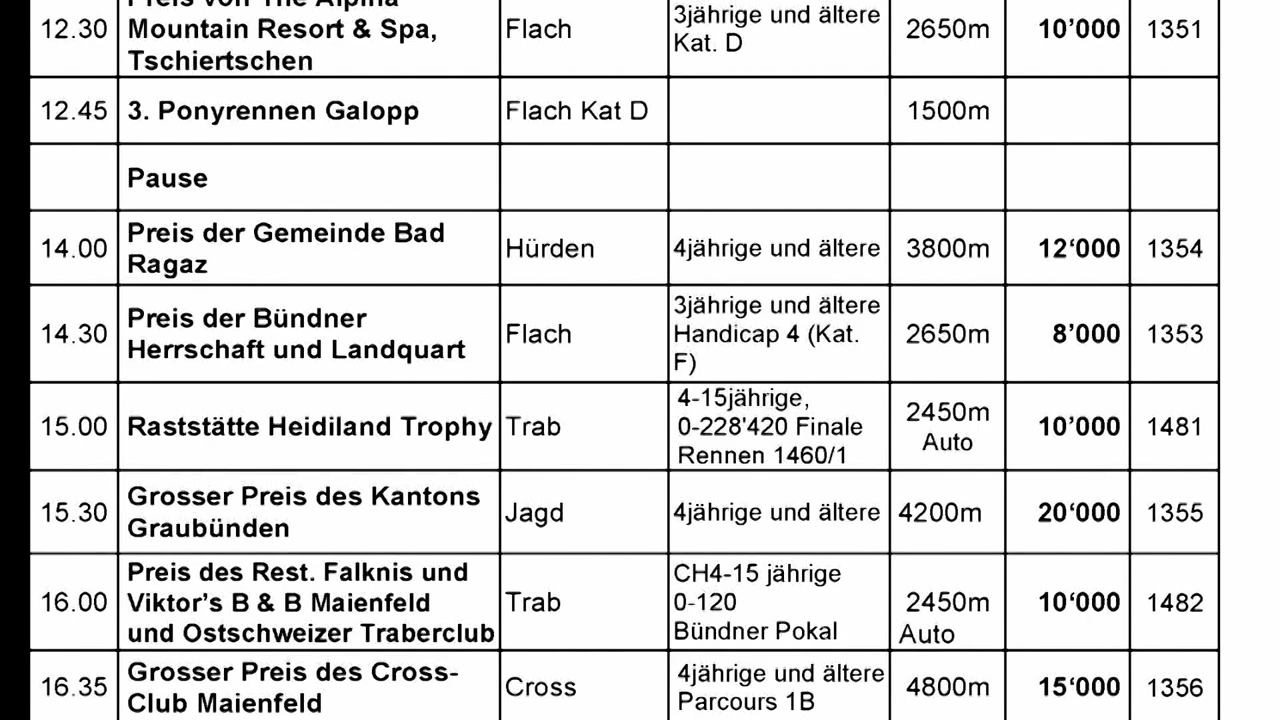 Preis von The Alpina
12.30 Mountain Resort & Spa, Flach 3jährige und ältere 2650m 10’000 1351
Tschiertschen Kat. D
12.45 3. Ponyrennen Galopp Flach Kat D 1500m
Pause
14.00 Preis der Gemeinde Bad Hürden 4jährige und ältere 3800m 12‘000 1354
Ragaz
14.30 Preis der Bündner Flach 3jährige und ältere 2650m 8’000 1353
Herrschaft und Landquart Handicap 4 (Kat.
F)
15.00 Raststätte Heidiland Trophy Trab 4-15jährige, 2450m 10’000 1481
0-228'420 Finale Auto
Rennen 1460/1
15.30 Grosser Preis des Kantons Jagd 4jährige und ältere 4200m 20‘000 1355
Graubünden
16.00 Preis des Rest. Falknis und Trab CH4-15 jährige 2450m 10‘000 1482
Viktor’s B & B Maienfeld 0-120 Auto
und Ostschweizer Traberclub Bündner Pokal
16.35 Grosser Preis des Cross- Cross 4jährige und ältere 4800m 15‘000 1356
Club Maienfeld Parcours 1B